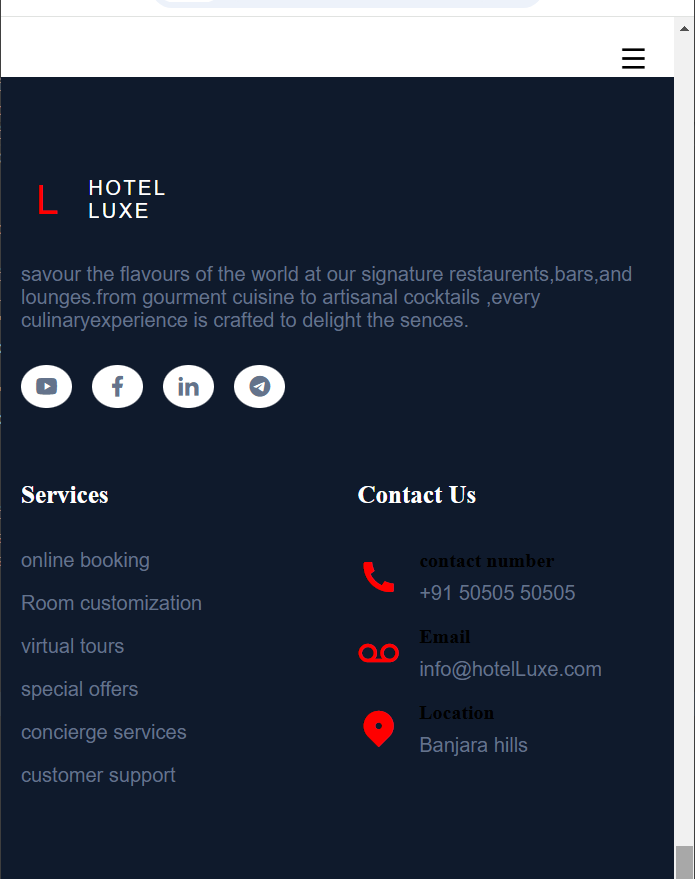 L
HOTEL
LUXE
savour the flavours of the world at our signature restaurents,bars,and
lounges.from gourment cuisine to artisanal cocktails ,every
culinaryexperience is crafted to delight the sences.
Services
online booking
Room customization
virtual tours
special offers
concierge services
customer support
Contact Us
contact number
+91 50505 50505
Email
info@hotelLuxe.com
Location
Banjara hills